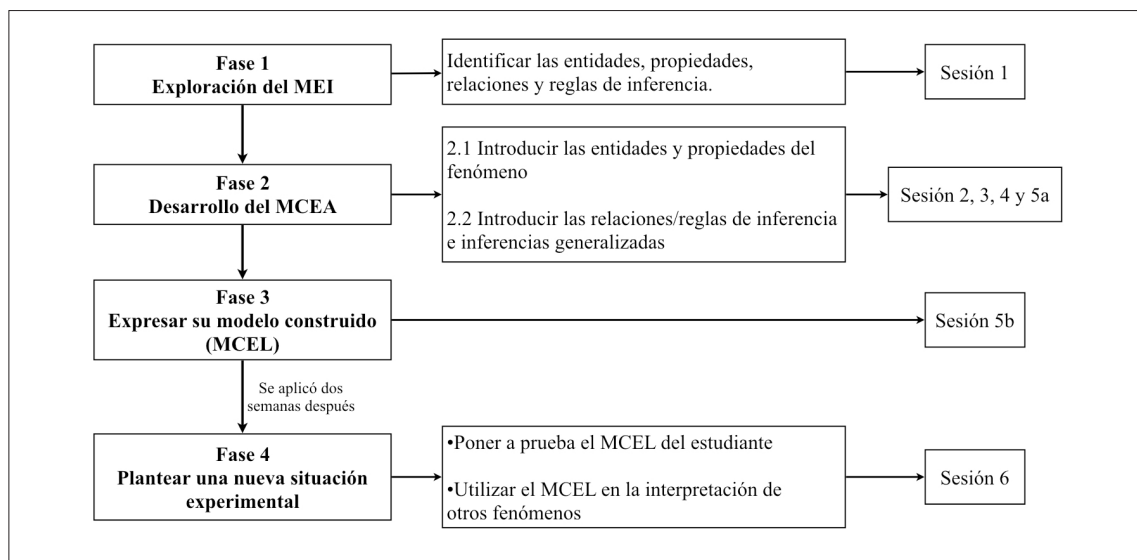 Fase 1
Exploración del MEI
Identificar las entidades, propiedades,
relaciones y reglas de inferencia.
Sesión 1
Fase 2
Desarrollo del MCEA
2.1 Introducir las entidades y propiedades del
fenómeno
2.2 Introducir las relaciones/reglas de inferencia
e inferencias generalizadas
Sesión 2, 3, 4 y 5a
Fase 3
Expresar su modelo construido
(MCEL)
Sesión 5b
Se aplicó dos
semanas después
Fase 4
Plantear una nueva situación
experimental
•Poner a prueba el MCEL del estudiante
•Utilizar el MCEL en la interpretación de
otros fenómenos
Sesión 6